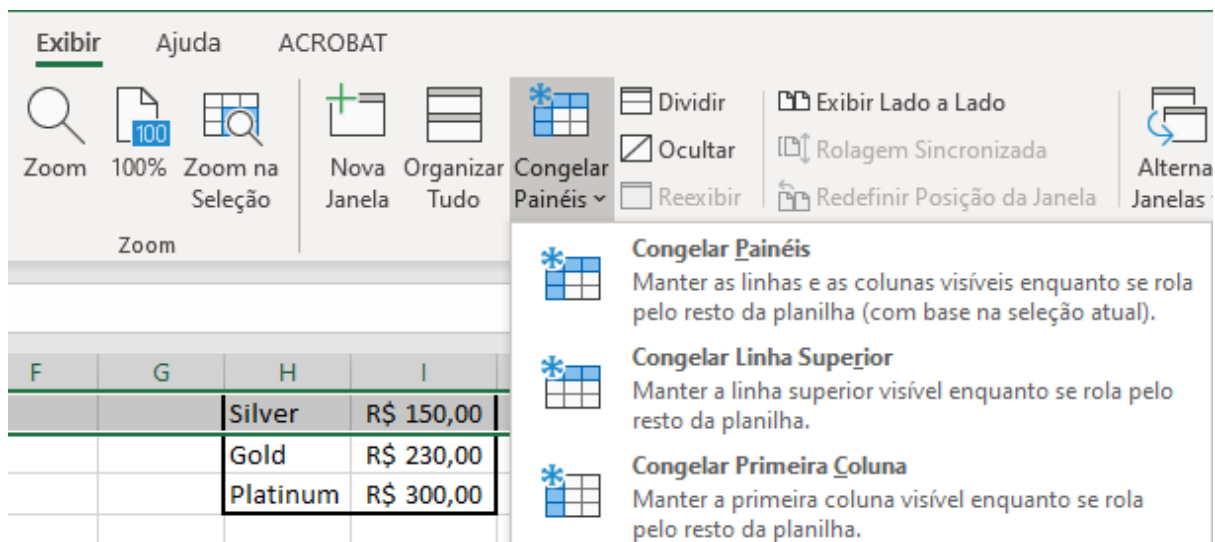 Exibir Ajuda ACROBAT
Zoom
100
100%
Zoom na
Seleção
Zoom
Nova
Janela
Organizar
Tudo
Congelar
Painéis
Dividir
Ocultar
Reexibir
Exibir Lado a Lado
Rolagem Sincronizada
Redefinir Posição da Janela
Alterna
Janelas
Congelar Painéis
Manter as linhas e as colunas visíveis enquanto se rola
pelo resto da planilha (com base na seleção atual).
Congelar Linha Superior
Manter a linha superior visível enquanto se rola pelo
resto da planilha.
Congelar Primeira Coluna
Manter a primeira coluna visível enquanto se rola
pelo resto da planilha.
F G H I
Silver R$ 150,00
Gold R$ 230,00
Platinum R$ 300,00